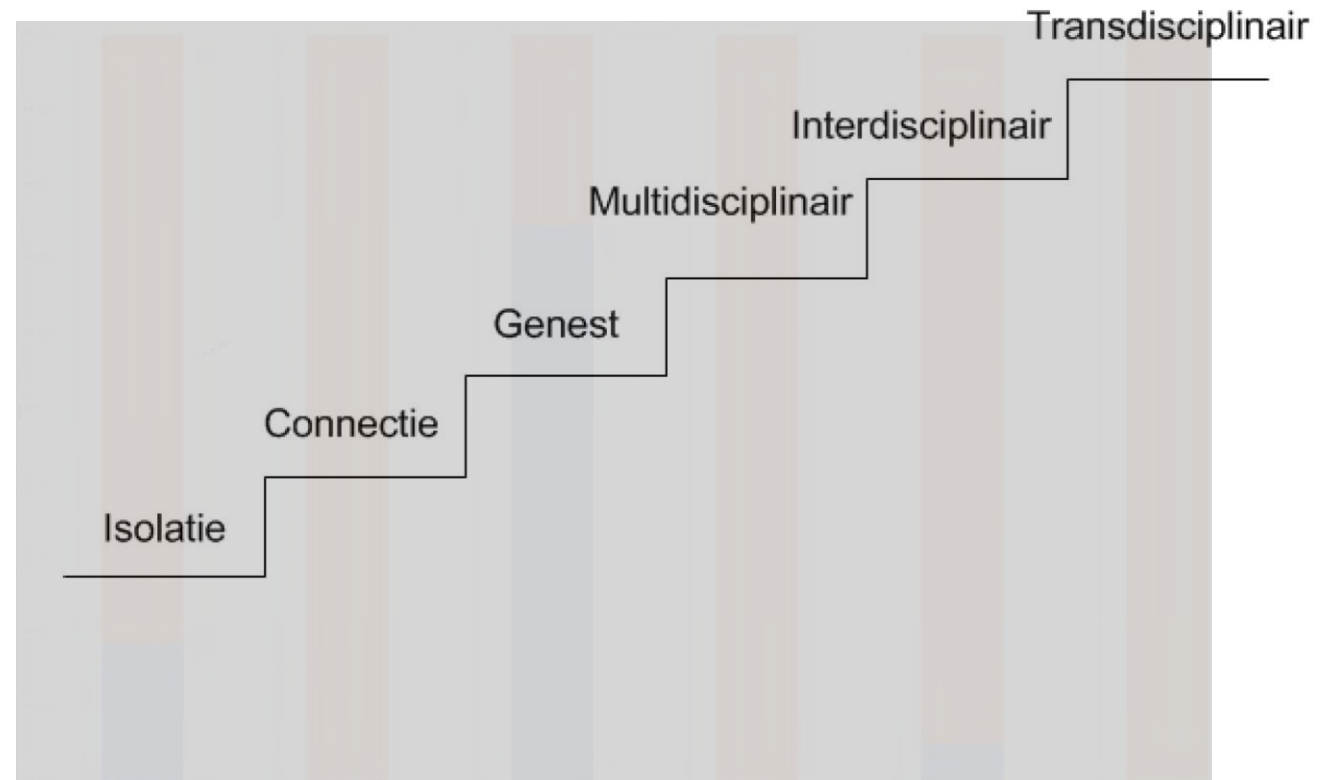 Transdisciplinair
Interdisciplinair
Multidisciplinair
Genest
Connectie
Isolatie